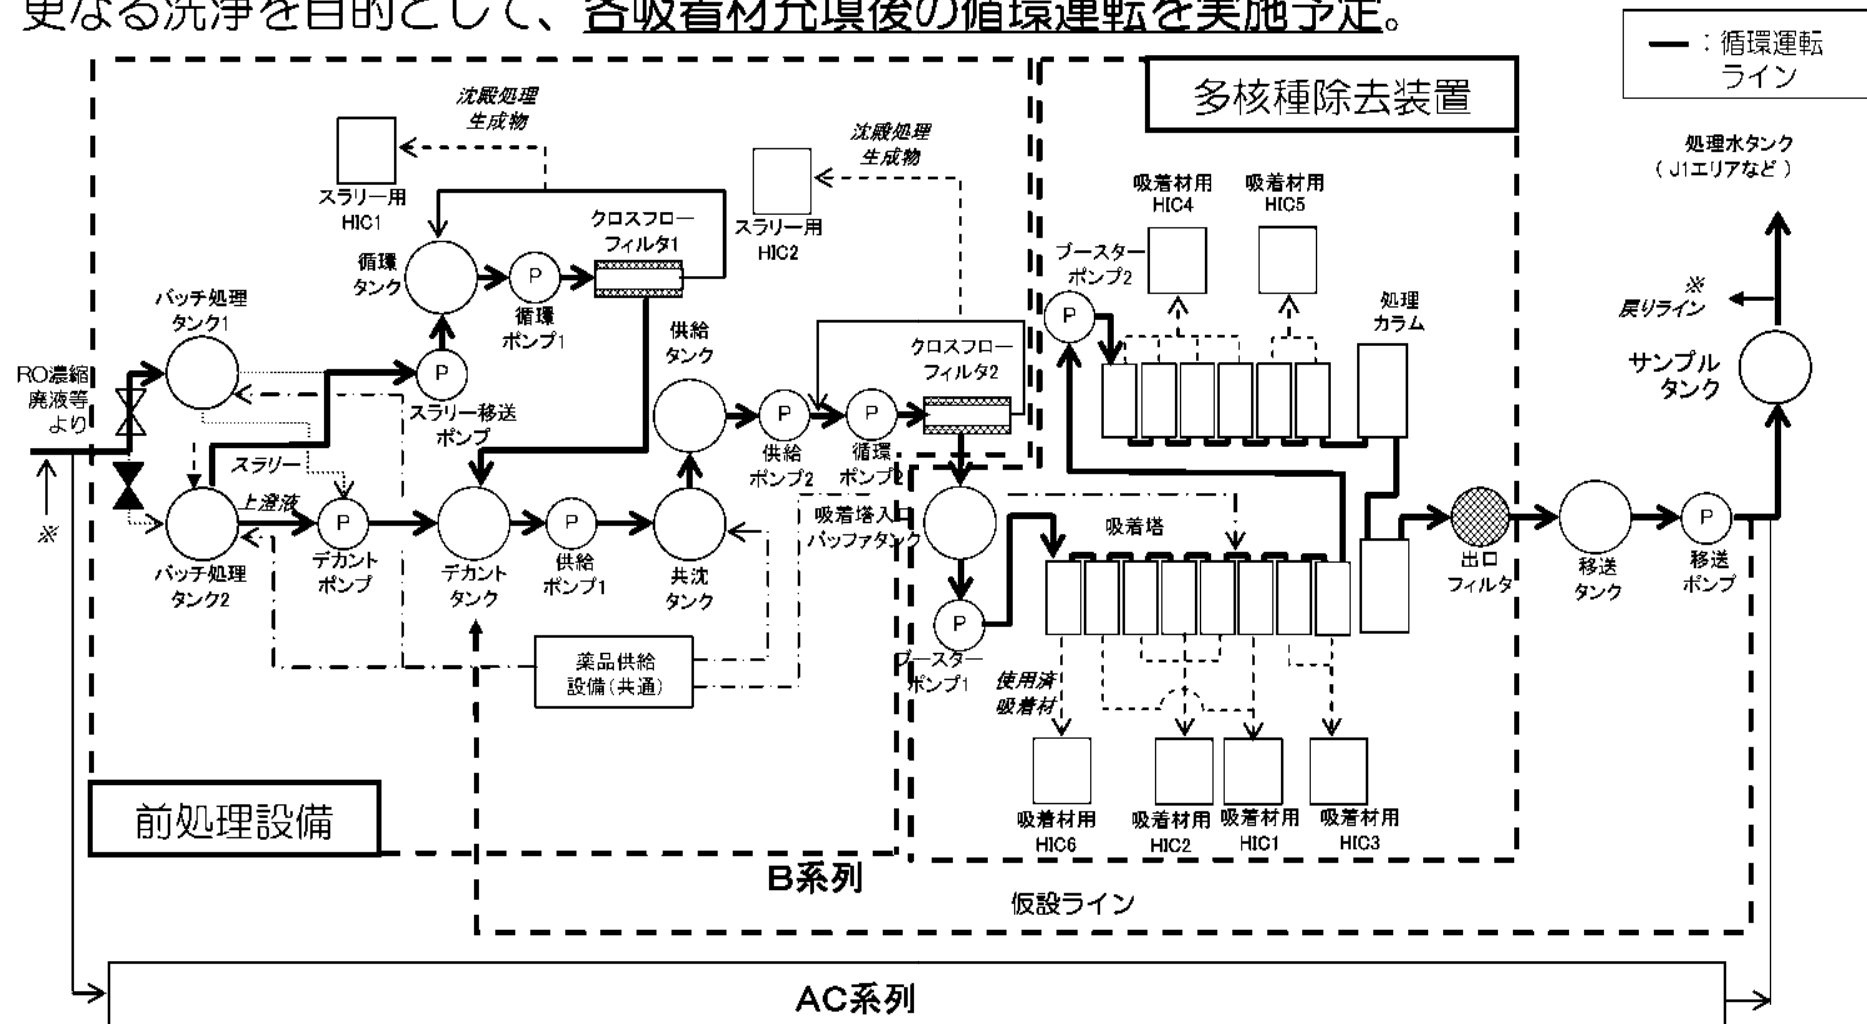 更なる洗浄を目的として、各吸着材充填後の循環運転を実施予定。
：循環運転
ライン
多核種除去装置
沈殿処理
生成物
沈殿処理
生成物
処理水タンク
（J1エリアなど）
スラリー用
HIC1
スラリー用
HIC2
吸着材用
HIC4
吸着材用
HIC5
クロスフロー
フィルタ1
循環
タンク
P
循環
ポンプ1
ブースター
ポンプ2
P
処理
カラム
※
戻りライン
バッチ処理
タンク1
供給
タンク
クロスフロー
フィルタ2
サンプル
タンク
RO濃縮
廃液等
より
P
スラリー移送
ポンプ
P
供給
ポンプ2
P
循環
ポンプ2
スラリー
上澄液
※
バッチ処理
タンク2
P
デカント
ポンプ
デカント
タンク
P
供給
ポンプ1
共沈
タンク
吸着塔入口
バッファタンク
吸着塔
出口
フィルタ
移送
タンク
P
移送
ポンプ
P
ブースター
ポンプ1
薬品供給
設備（共通）
使用済
吸着材
吸着材用
HIC6
吸着材用
HIC2
吸着材用
HIC1
吸着材用
HIC3
前処理設備
B系列
仮設ライン
AC系列